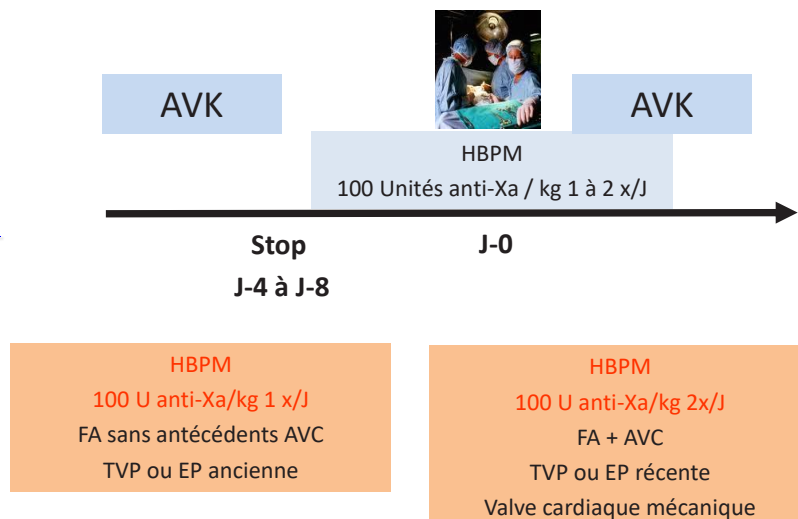 AVK
AVK
HBPM
100 Unités anti-Xa / kg 1 à 2 x/J
Stop
J-0
J-4 à J-8
HBPM
100 U anti-Xa/kg 1 x/J
FA sans antécédents AVC
TVP ou EP ancienne
HBPM
100 U anti-Xa/kg 2x/J
FA + AVC
TVP ou EP récente
Valve cardiaque mécanique